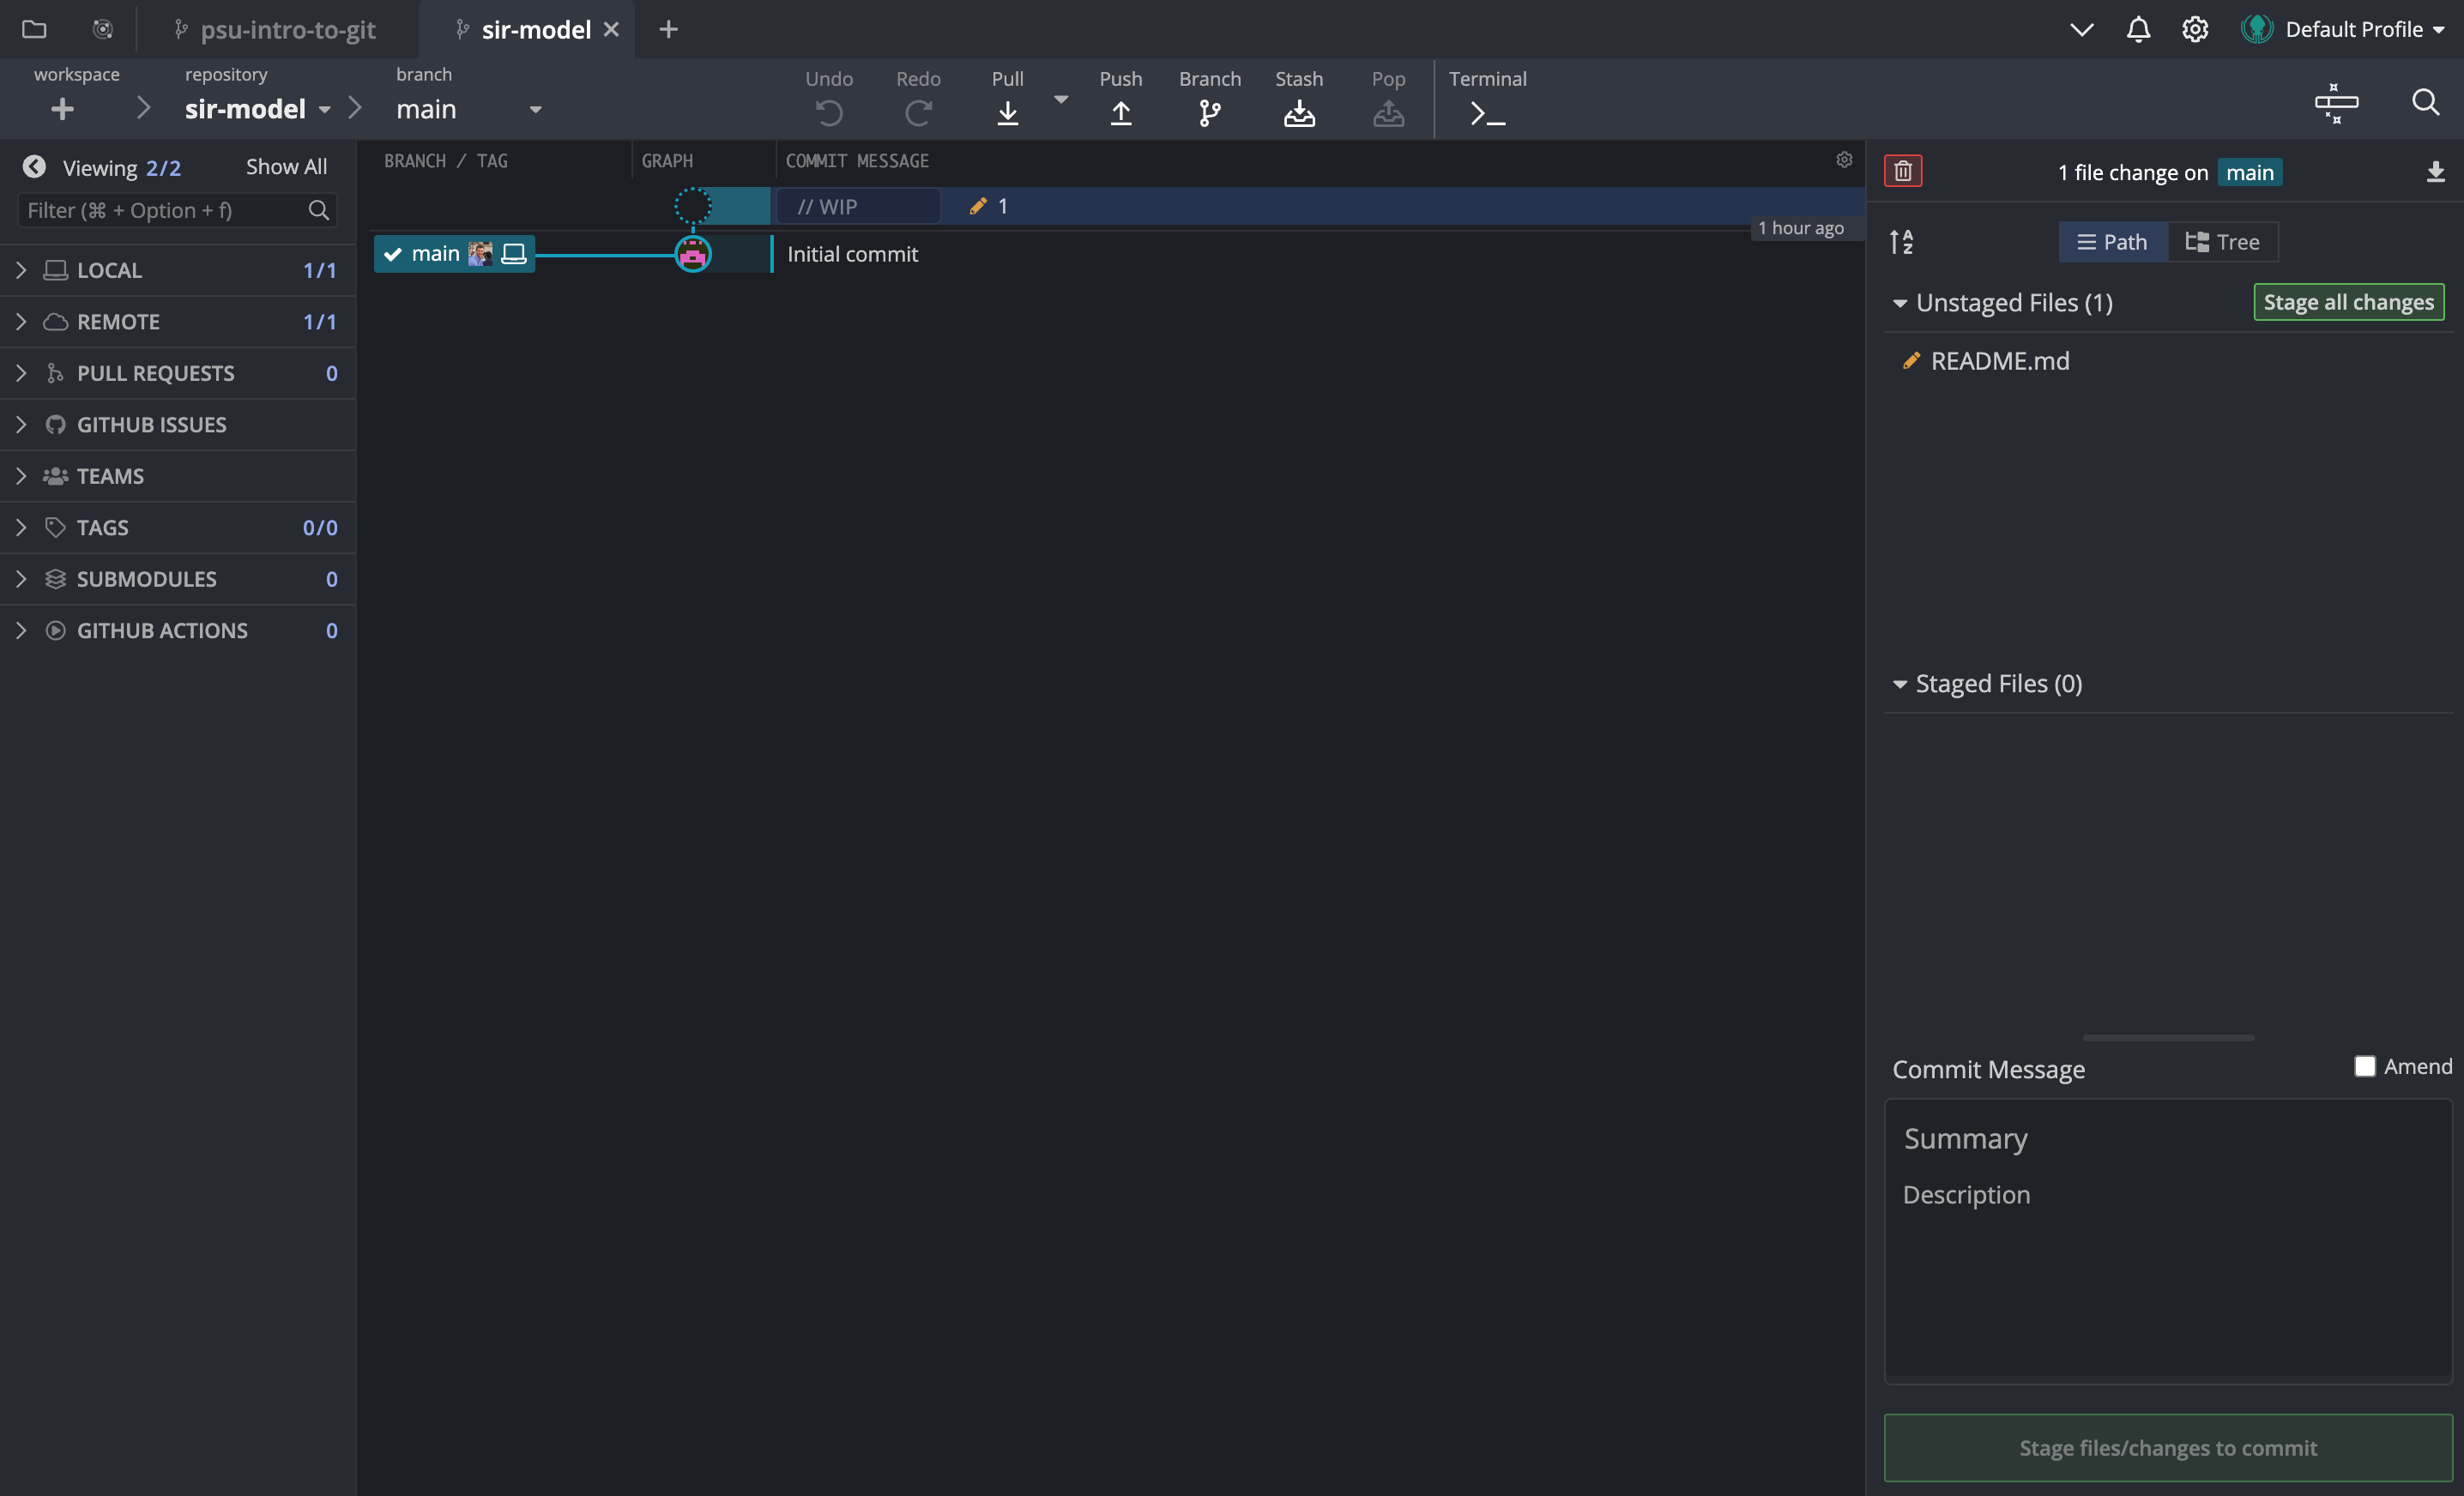 psu-intro-to-git sir-model Default Profile
workspace repository branch Undo Redo Pull Push Branch Stash Pop Terminal
sir-model main
Viewing 2/2 Show All
Filter (⌘ + Option + f)
LOCAL 1/1
REMOTE 1/1
PULL REQUESTS 0
GITHUB ISSUES
TEAMS
TAGS 0/0
SUBMODULES 0
GITHUB ACTIONS 0
BRANCH / TAG GRAPH COMMIT MESSAGE
// WIP 1
1 hour ago
main Initial commit
1 file change on main
Path Tree
Unstaged Files (1) Stage all changes
README.md
Staged Files (0)
Commit Message Amend
Summary
Description
Stage files/changes to commit